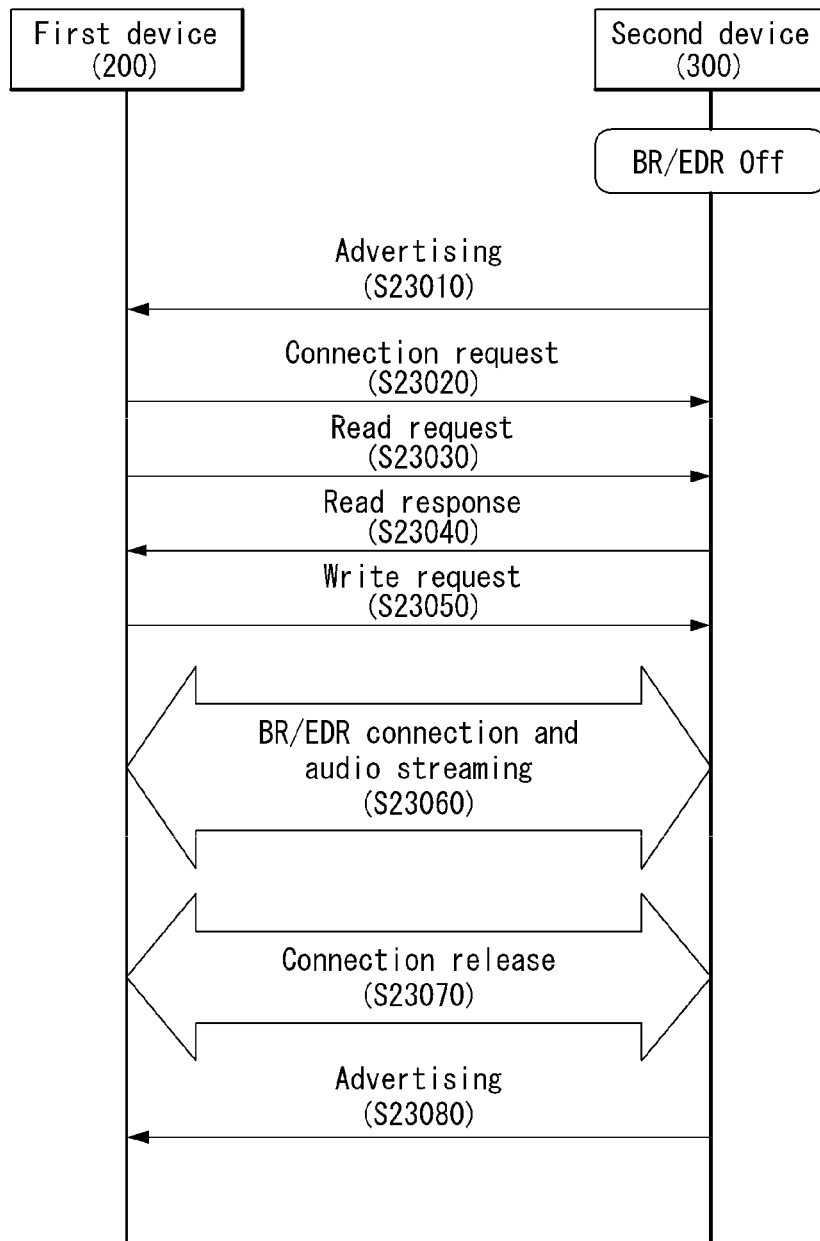 First device
(200)
Second device
(300)
BR/EDR Off
Advertising
(S23010)
Connection request
(S23020)
Read request
(S23030)
Read response
(S23040)
Write request
(S23050)
BR/EDR connection and
audio streaming
(S23060)
Connection release
(S23070)
Advertising
(S23080)